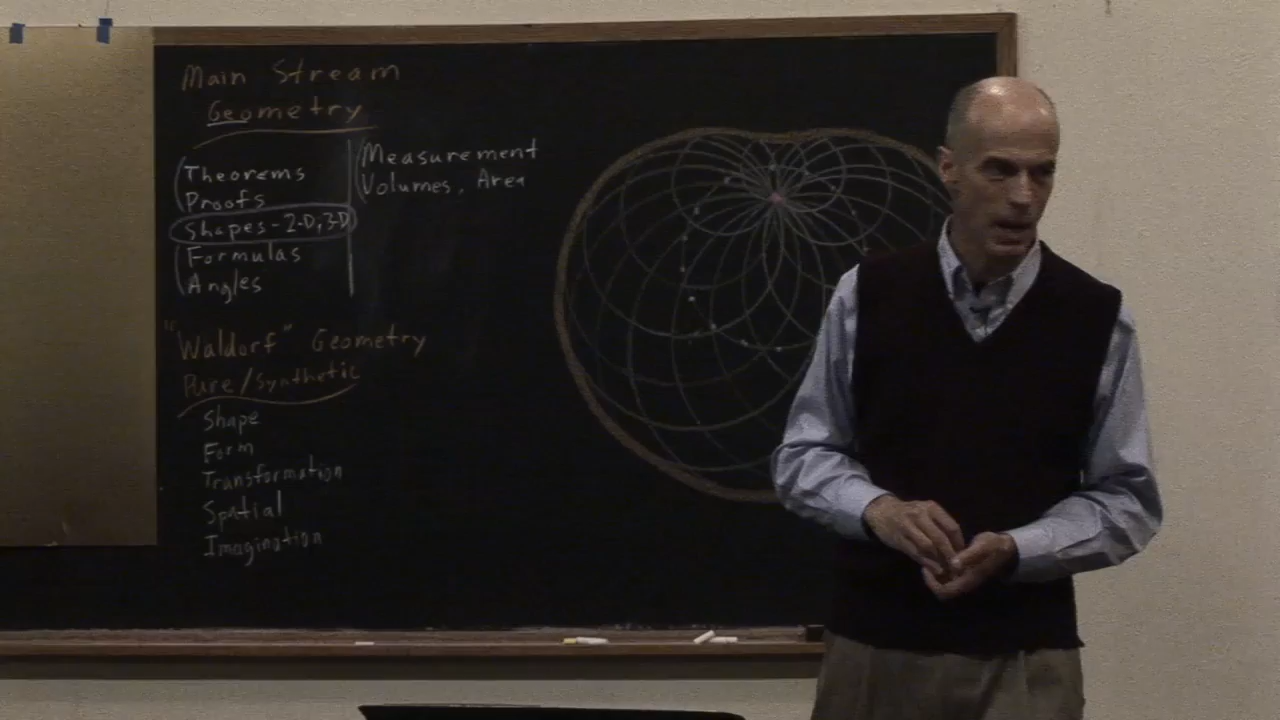 Main Stream
Geometry
Theorems
Proofs
Shapes - 2-D, 3-D
Formulas
Angles
Measurement
Volumes, Area
"Waldorf" Geometry
Pure/Synthetic
Shape
Form
Transformation
Spatial
Imagination